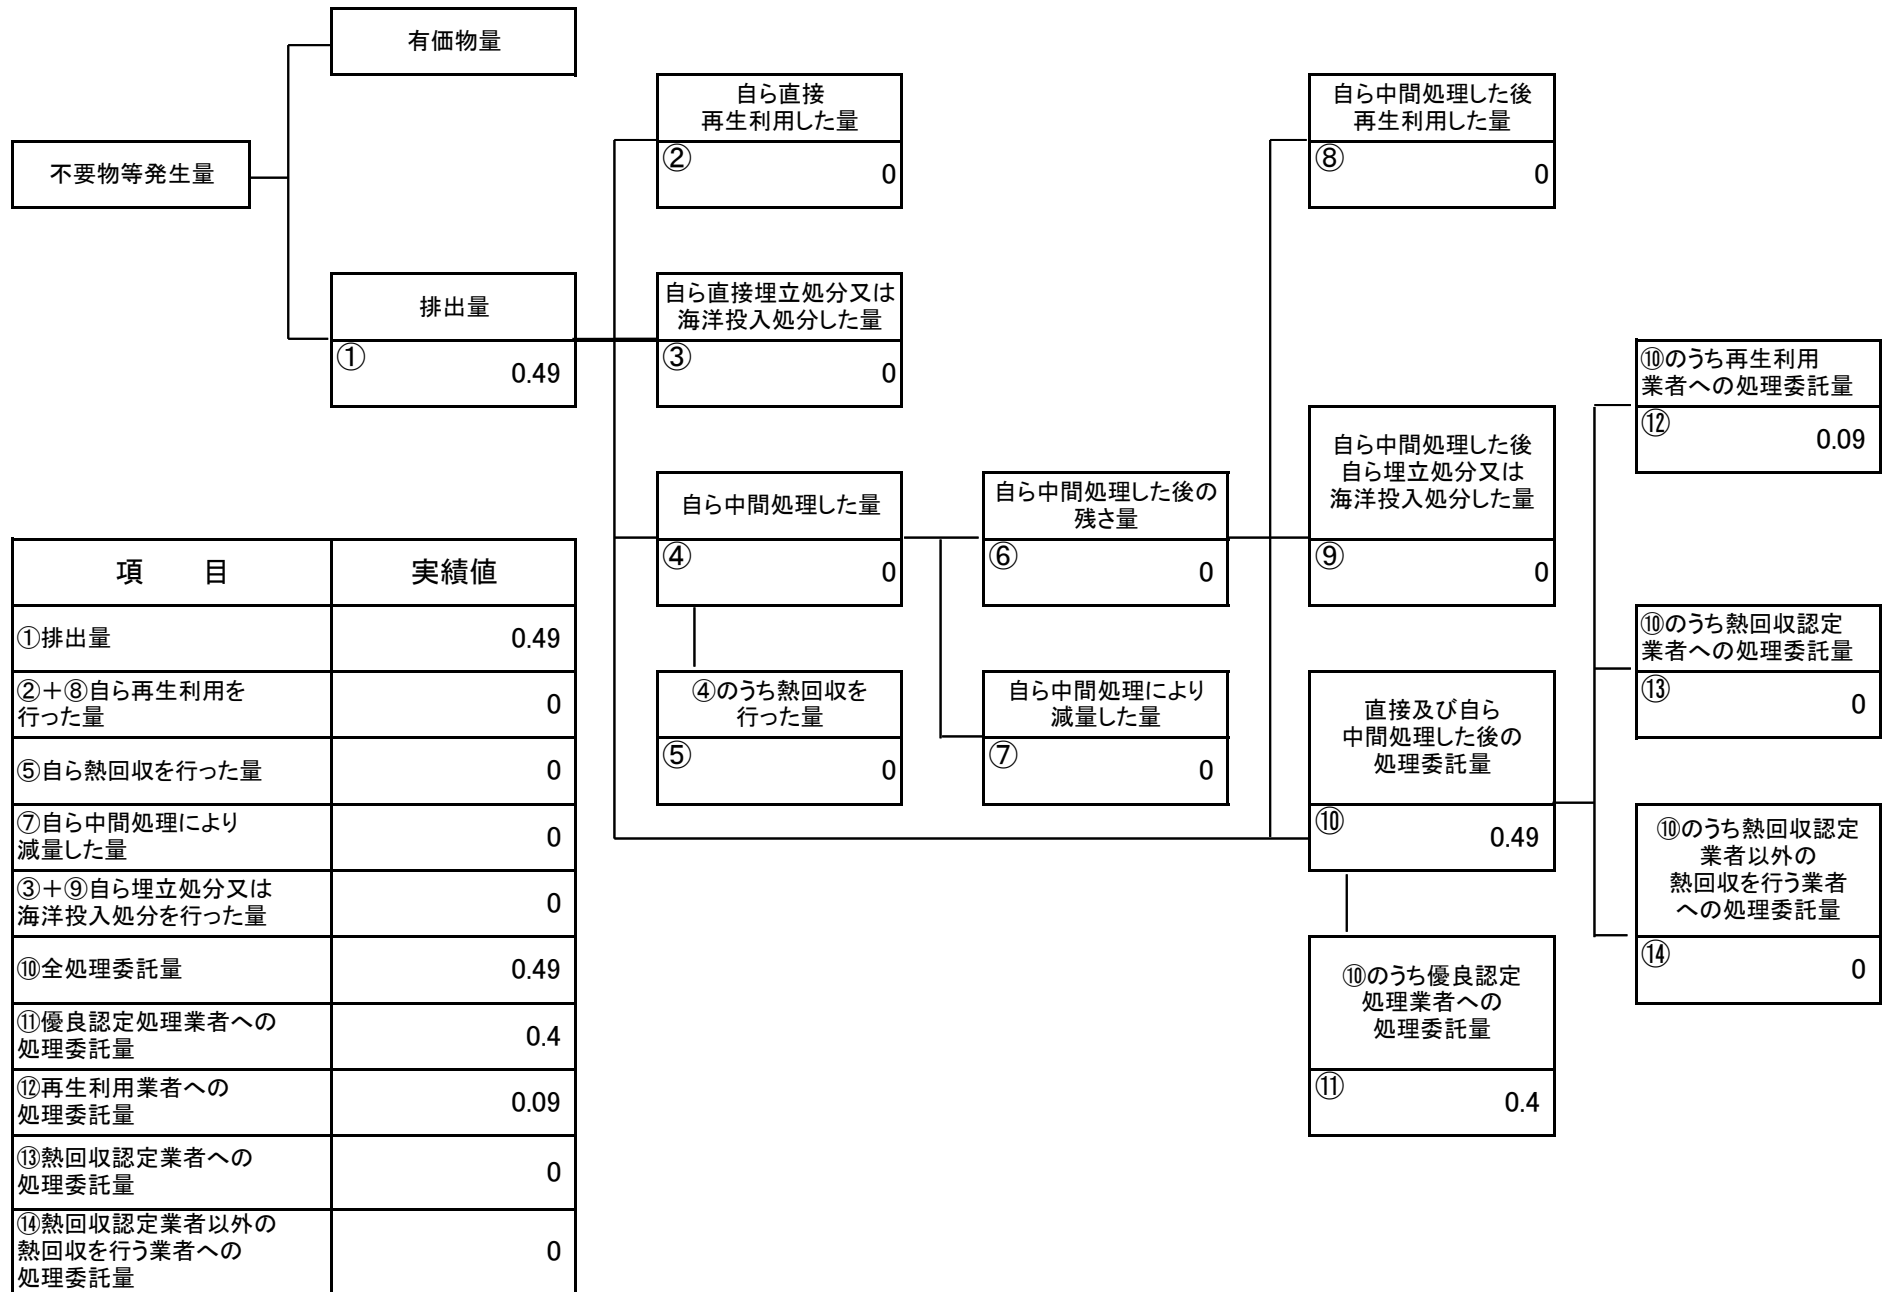 有価物量
不要物等発生量
排出量
①
0.49
自ら直接
再生利用した量
②
0
自ら直接埋立処分又は
海洋投入処分した量
③
0
自ら中間処理した量
④
0
④のうち熱回収を
行った量
⑤
0
自ら中間処理した後の
残さ量
⑥
0
自ら中間処理により
減量した量
⑦
0
自ら中間処理した後
再生利用した量
⑧
0
自ら中間処理した後
自ら埋立処分又は
海洋投入処分した量
⑨
0
直接及び自ら
中間処理した後の
処理委託量
⑩
0.49
⑩のうち優良認定
処理業者への
処理委託量
⑪
0.4
⑩のうち再生利用
業者への処理委託量
⑫
0.09
⑩のうち熱回収認定
業者への処理委託量
⑬
0
⑩のうち熱回収認定
業者以外の
熱回収を行う業者
への処理委託量
⑭
0
項　　目 実績値
①排出量 0.49
②+⑧自ら再生利用を
行った量 0
⑤自ら熱回収を行った量 0
⑦自ら中間処理により
減量した量 0
③+⑨自ら埋立処分又は
海洋投入処分を行った量 0
⑩全処理委託量 0.49
⑪優良認定処理業者への
処理委託量 0.4
⑫再生利用業者への
処理委託量 0.09
⑬熱回収認定業者への
処理委託量 0
⑭熱回収認定業者以外の
熱回収を行う業者への 0
処理委託量